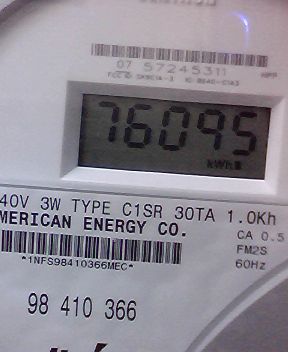 07 57245311
HPP
76095
kWh
40V 3W TYPE C1SR 30TA 1.0Kh
MERICAN ENERGY CO.
CA 0.5
FM2S
*1NFS98410366MEC*
60Hz
98 410 366